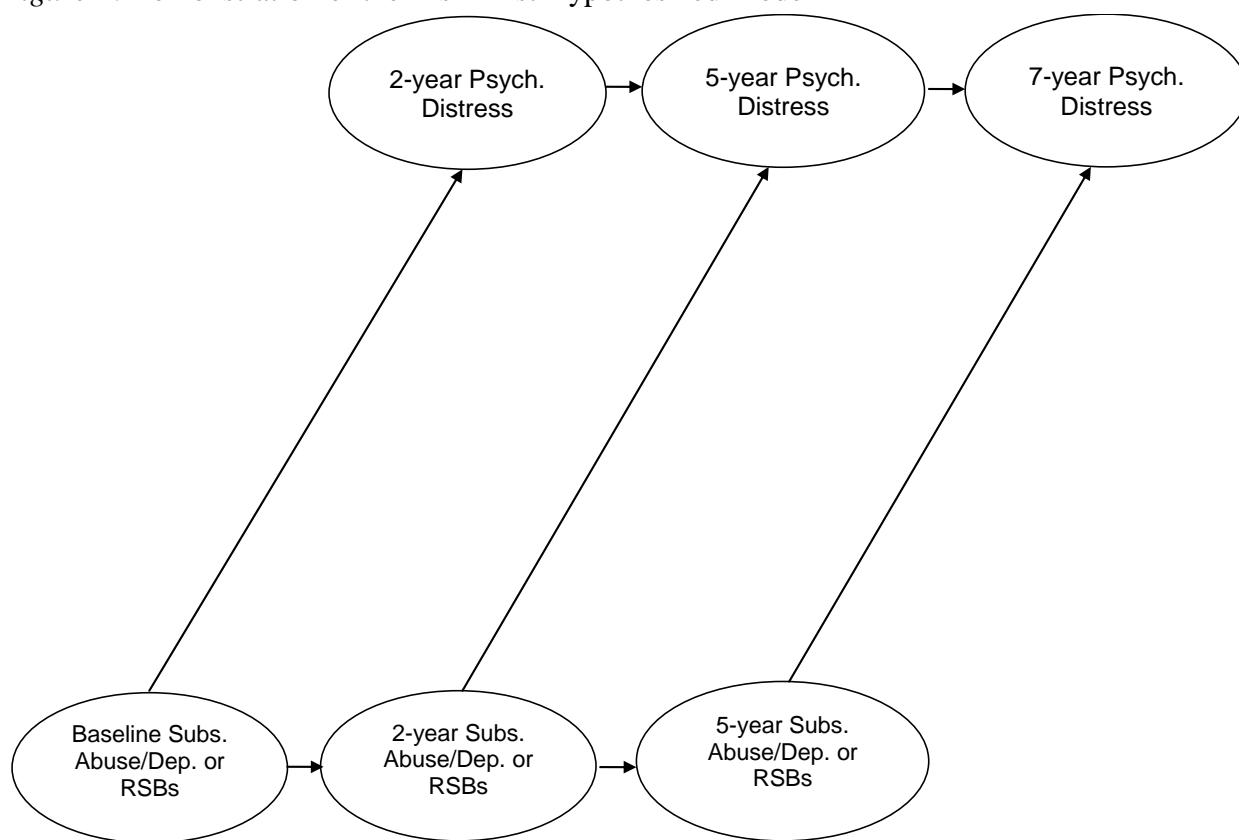 2-year Psych.
Distress
5-year Psych.
Distress
7-year Psych.
Distress
Baseline Subs.
Abuse/Dep. or
RSBs
2-year Subs.
Abuse/Dep. or
RSBs
5-year Subs.
Abuse/Dep. or
RSBs